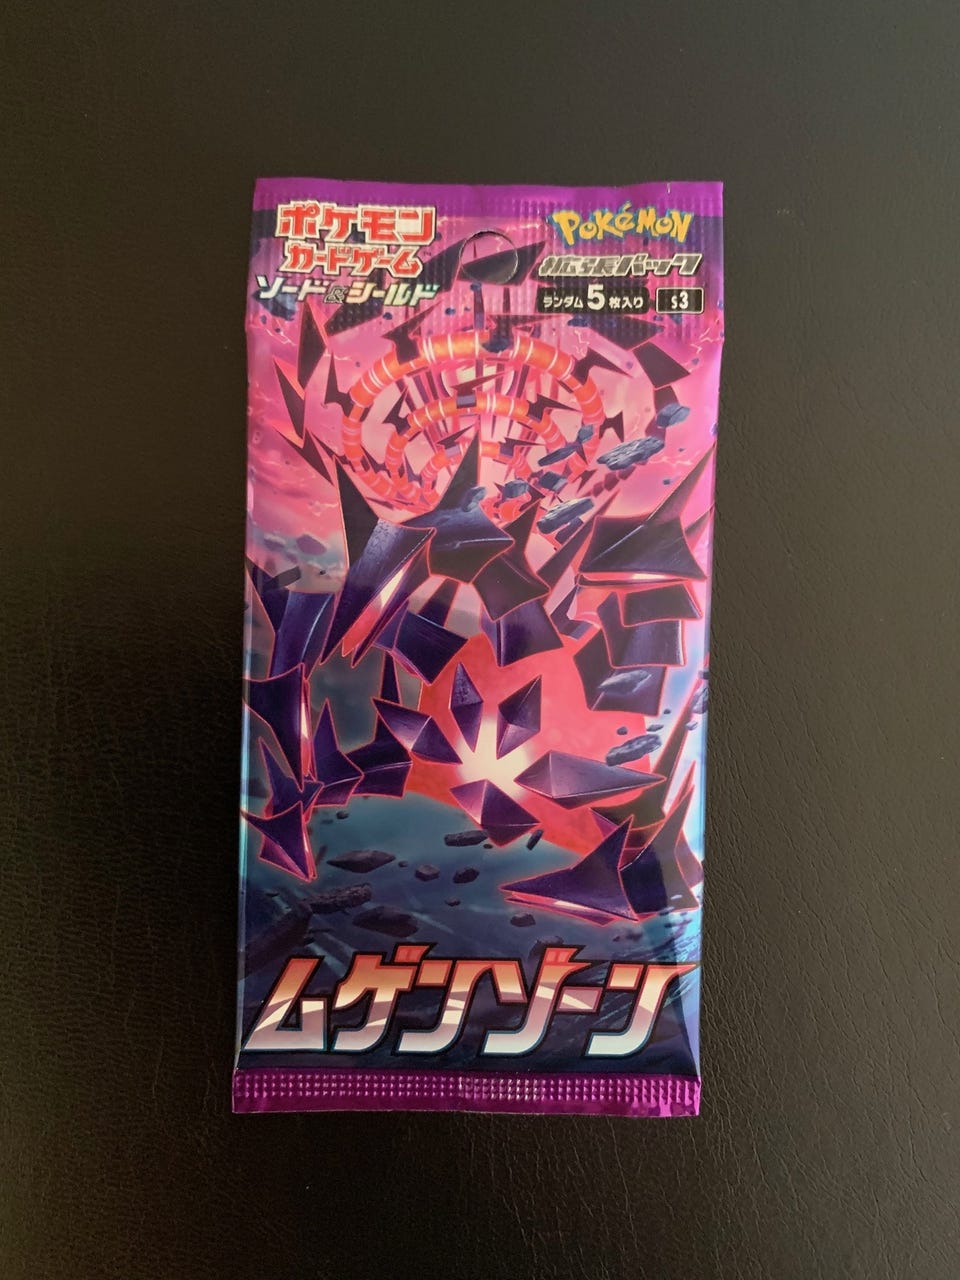 ポケモン
カードゲーム
ソード&シールド
POKéMON
拡張パック
ランダム5枚入り S3
ムゲンゾーン